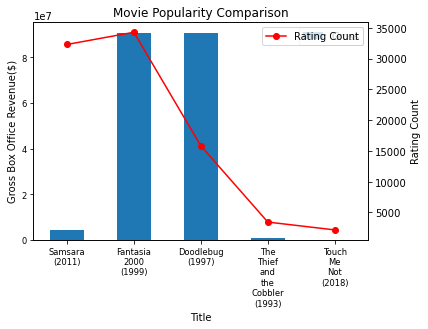 Movie Popularity Comparison
1e7
Gross Box Office Revenue($)
8
6
4
2
0
Rating Count
35000
30000
25000
20000
15000
10000
5000
Rating Count
Samsara
(2011)
Fantasia
2000
(1999)
Doodlebug
(1997)
The
Thief
and
the
Cobbler
(1993)
Touch
Me
Not
(2018)
Title